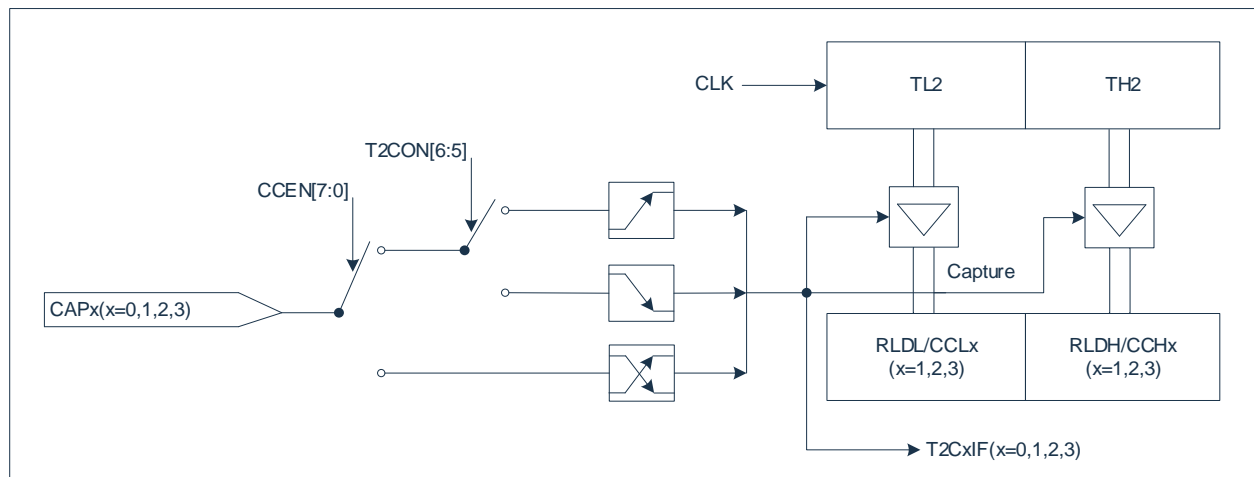 CLK
TL2
TH2
T2CON[6:5]
CCEN[7:0]
Capture
CAPx(x=0,1,2,3)
RLDL/CCLx
(x=1,2,3)
RLDH/CCHx
(x=1,2,3)
T2CxIF(x=0,1,2,3)